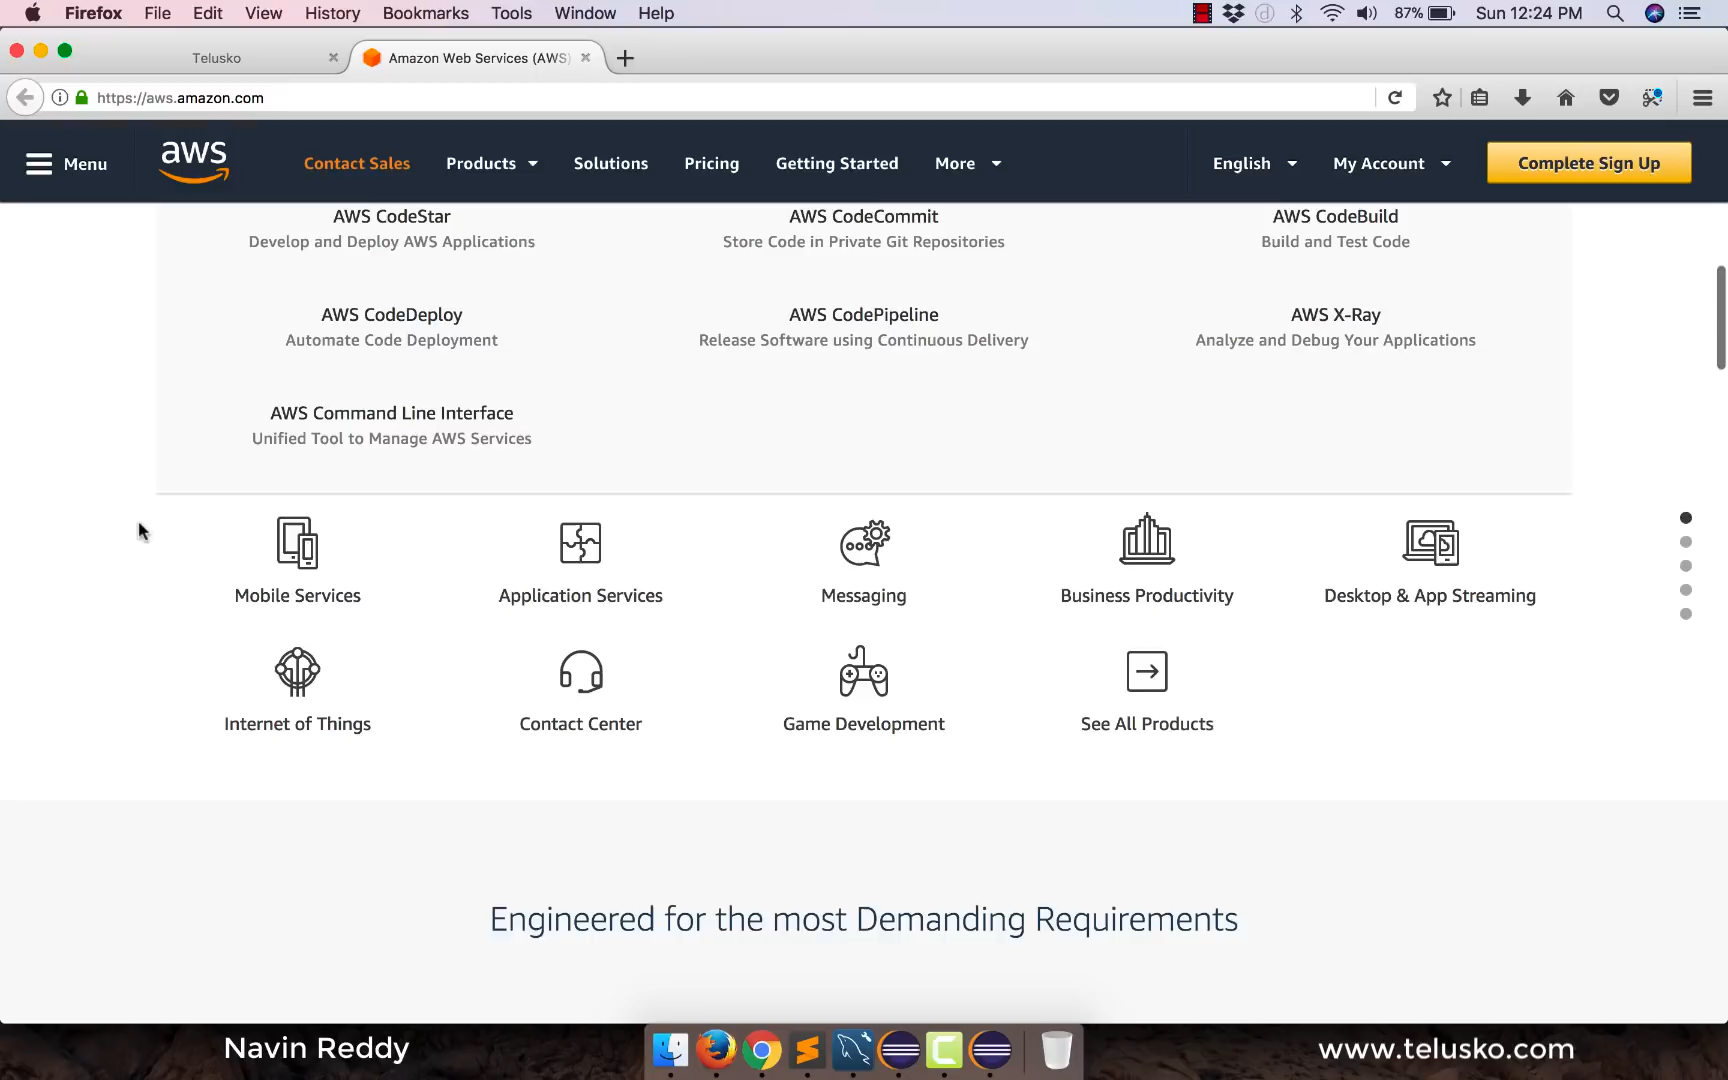 Firefox File Edit View History Bookmarks Tools Window Help 87% Sun 12:24 PM
Telusko Amazon Web Services (AWS)
https://aws.amazon.com
Menu aws Contact Sales Products Solutions Pricing Getting Started More English My Account Complete Sign Up
AWS CodeStar AWS CodeCommit AWS CodeBuild
Develop and Deploy AWS Applications Store Code in Private Git Repositories Build and Test Code
AWS CodeDeploy AWS CodePipeline AWS X-Ray
Automate Code Deployment Release Software using Continuous Delivery Analyze and Debug Your Applications
AWS Command Line Interface
Unified Tool to Manage AWS Services
Mobile Services Application Services Messaging Business Productivity Desktop & App Streaming
Internet of Things Contact Center Game Development See All Products
Engineered for the most Demanding Requirements
Navin Reddy www.telusko.com